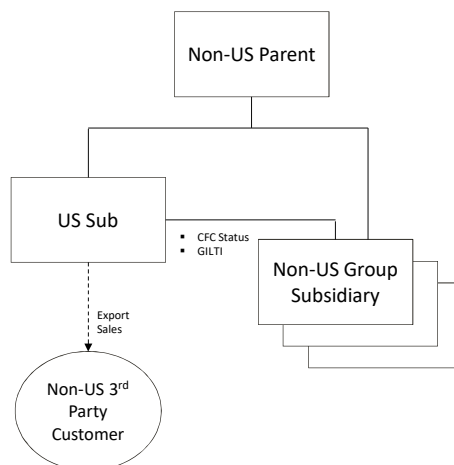 Non-US Parent
US Sub
▪ CFC Status
▪ GILTI
Non-US Group
Subsidiary
Export
Sales
Non-US 3rd
Party
Customer